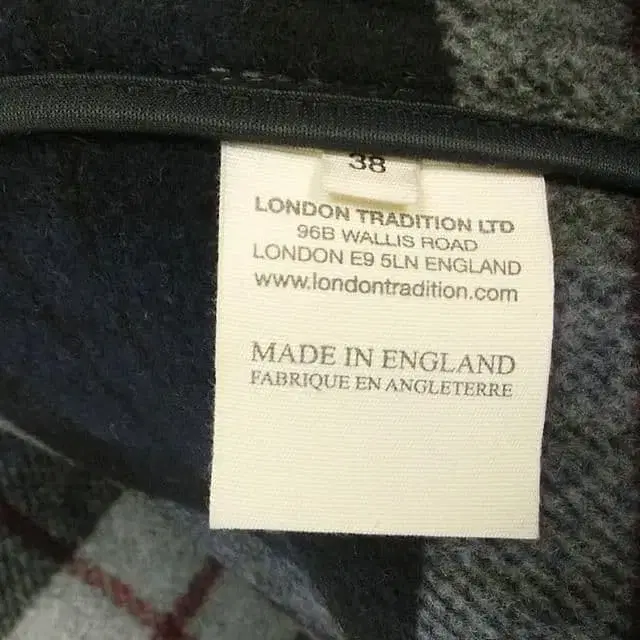 38
LONDON TRADITION LTD
96B WALLIS ROAD
LONDON E9 5LN ENGLAND
www.londontradition.com
MADE IN ENGLAND
FABRIQUE EN ANGLETERRE